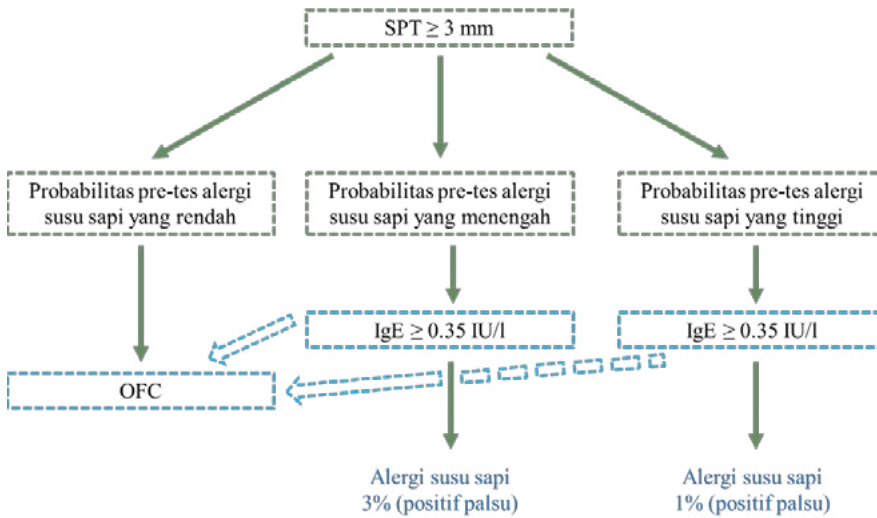 SPT ≥ 3 mm
Probabilitas pre-tes alergi
susu sapi yang rendah
Probabilitas pre-tes alergi
susu sapi yang menengah
Probabilitas pre-tes alergi
susu sapi yang tinggi
IgE ≥ 0.35 IU/l
IgE ≥ 0.35 IU/l
OFC
Alergi susu sapi
3% (positif palsu)
Alergi susu sapi
1% (positif palsu)